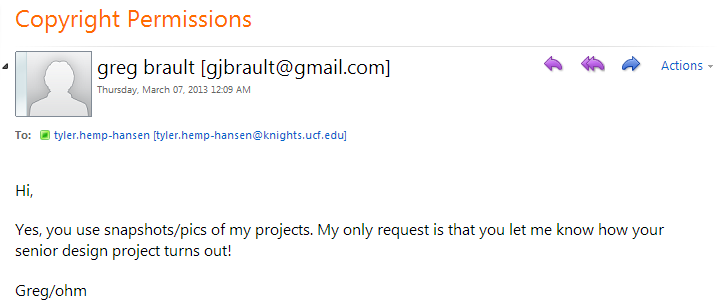 Copyright Permissions
greg brault [gjbrault@gmail.com]
Thursday, March 07, 2013 12:09 AM
Actions
To: tyler.hemp-hansen [tyler.hemp-hansen@knights.ucf.edu]
Hi,
Yes, you use snapshots/pics of my projects. My only request is that you let me know how your
senior design project turns out!
Greg/ohm